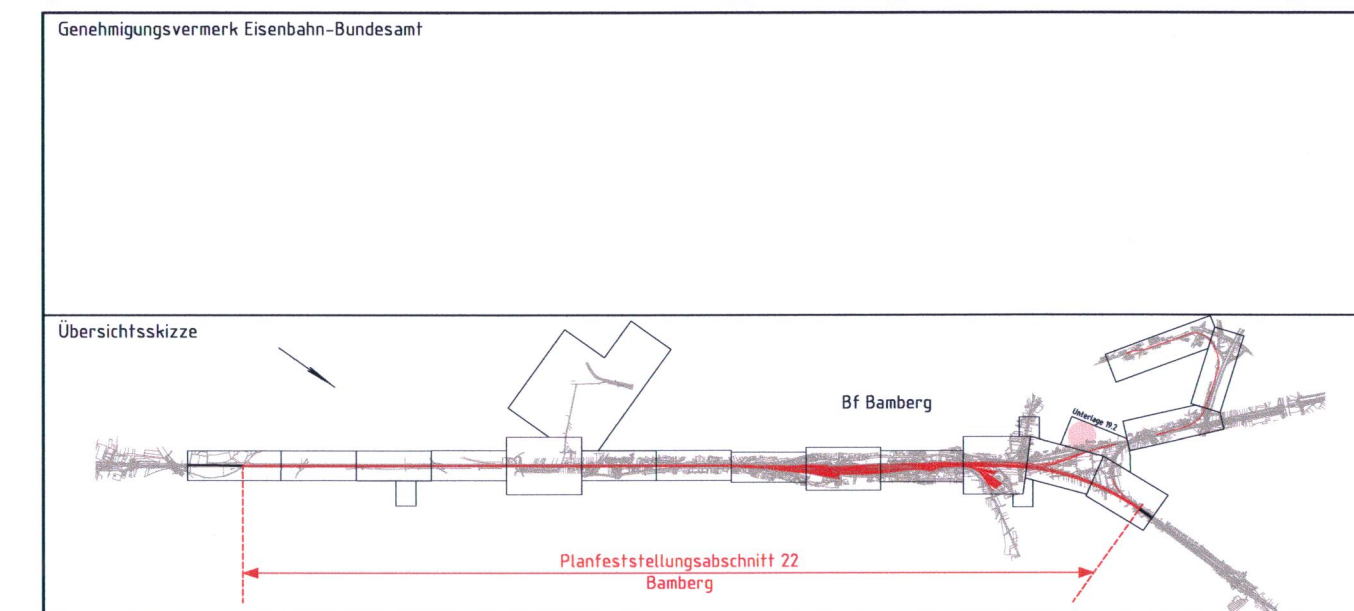 Genehmigungsvermerk Eisenbahn-Bundesamt
Übersichtsskizze
Bf Bamberg
Unterlage 19.2
Planfeststellungsabschnitt 22
Bamberg